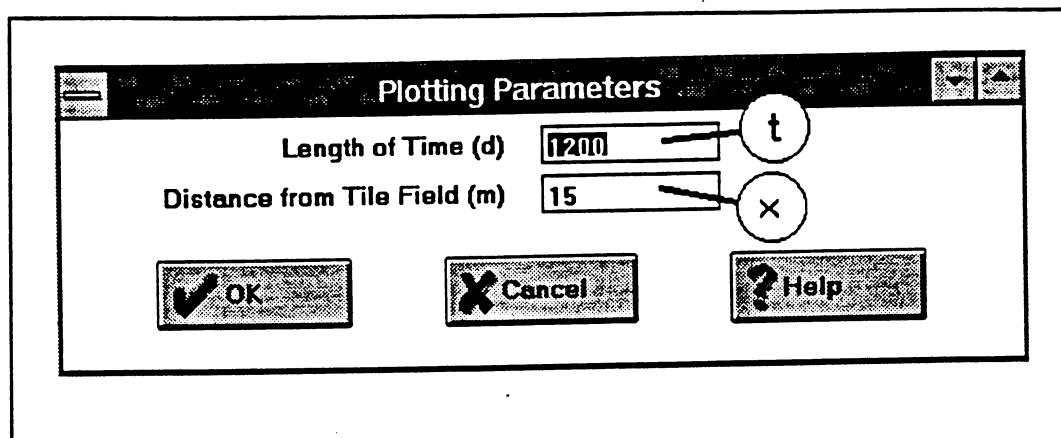 Plotting Parameters
Length of Time (d) 1200 t
Distance from Tile Field (m) 15 x
OK Cancel Help